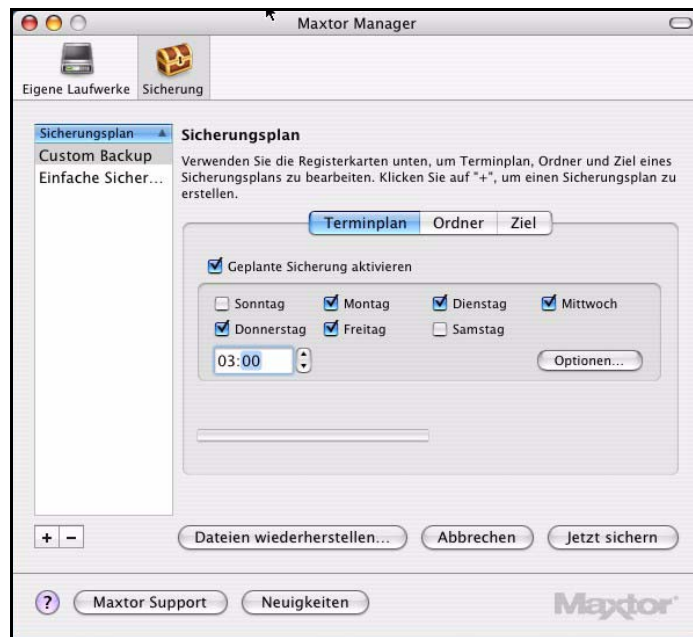 Maxtor Manager
Eigene Laufwerke
Sicherung
Sicherungsplan
Custom Backup
Einfache Sicher...
Sicherungsplan
Verwenden Sie die Registerkarten unten, um Terminplan, Ordner und Ziel eines
Sicherungsplans zu bearbeiten. Klicken Sie auf "+", um einen Sicherungsplan zu
erstellen.
Terminplan Ordner Ziel
Geplante Sicherung aktivieren
Sonntag Montag Dienstag Mittwoch
Donnerstag Freitag Samstag
03:00
Optionen...
+ −
Dateien wiederherstellen... Abbrechen Jetzt sichern
? Maxtor Support Neuigkeiten
Maxtor